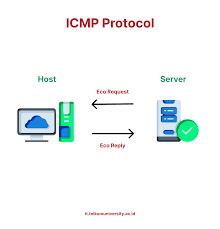 ICMP Protocol
Host
Server
Eco Request
Eco Reply
it.telkomuniversity.ac.id